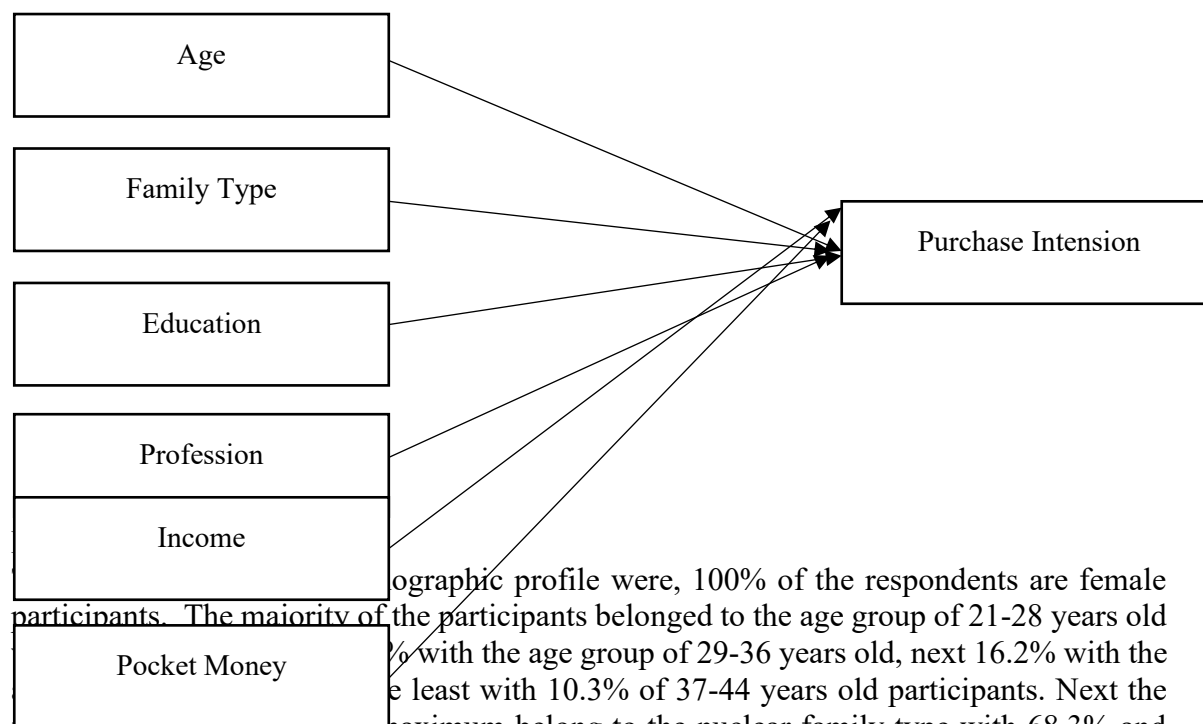 Age
Family Type
Purchase Intension
Education
Profession
Income
ographic profile were, 100% of the respondents are female
participants. The majority of the participants belonged to the age group of 21-28 years old
% with the age group of 29-36 years old, next 16.2% with the
Pocket Money
e least with 10.3% of 37-44 years old participants. Next the
maximum belong to the nuclear family type with 68.3% and